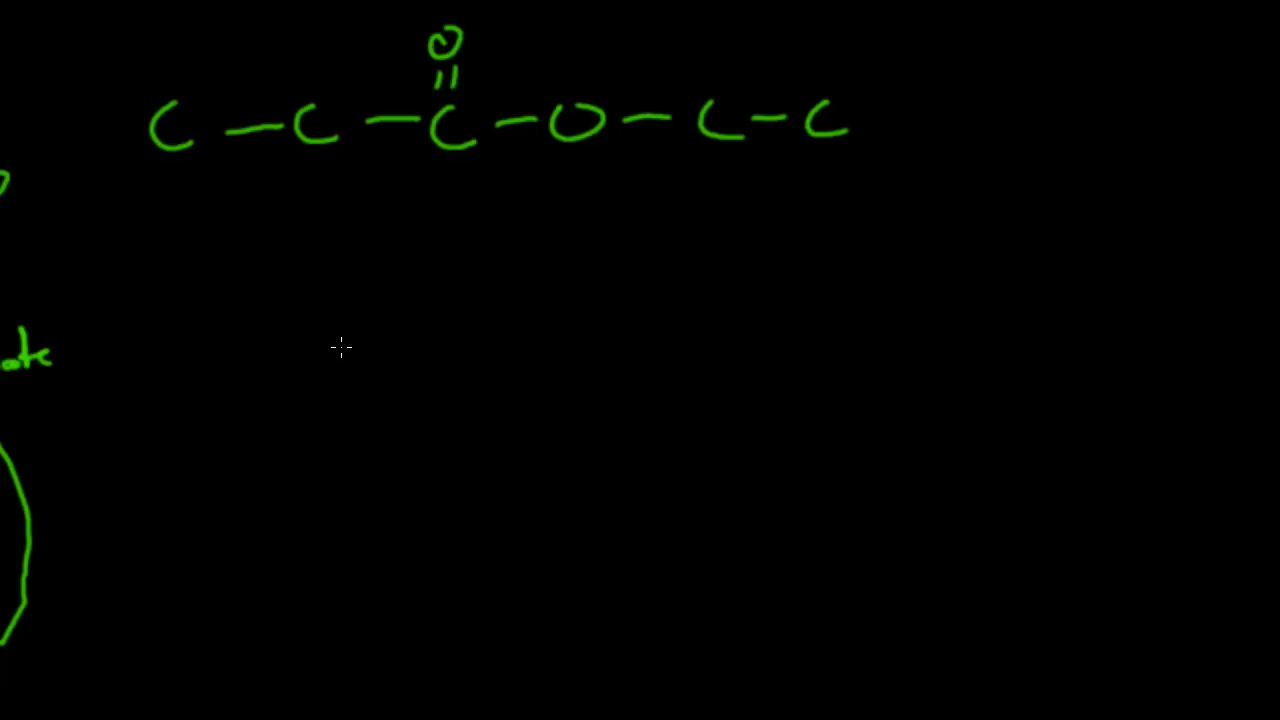 O
||
C — C — C — O — C — C